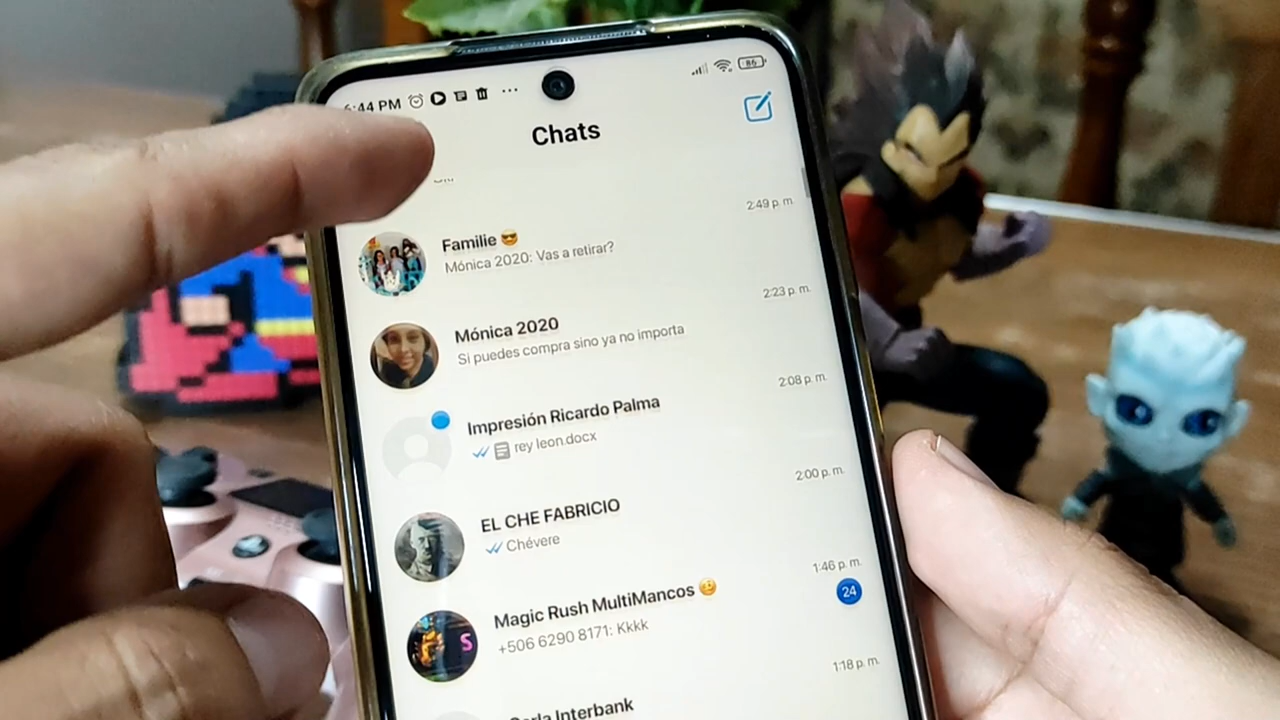 :44 PM
86
Chats
2:49 p. m.
Familie 😎
Mónica 2020: Vas a retirar?
2:23 p. m.
Mónica 2020
Si puedes compra sino ya no importa
2:08 p. m.
Impresión Ricardo Palma
rey leon.docx
2:00 p. m.
EL CHE FABRICIO
Chévere
1:46 p. m.
Magic Rush MultiMancos 🤕
24
+506 6290 8171: Kkkk
S
1:18 p. m.
Interbank